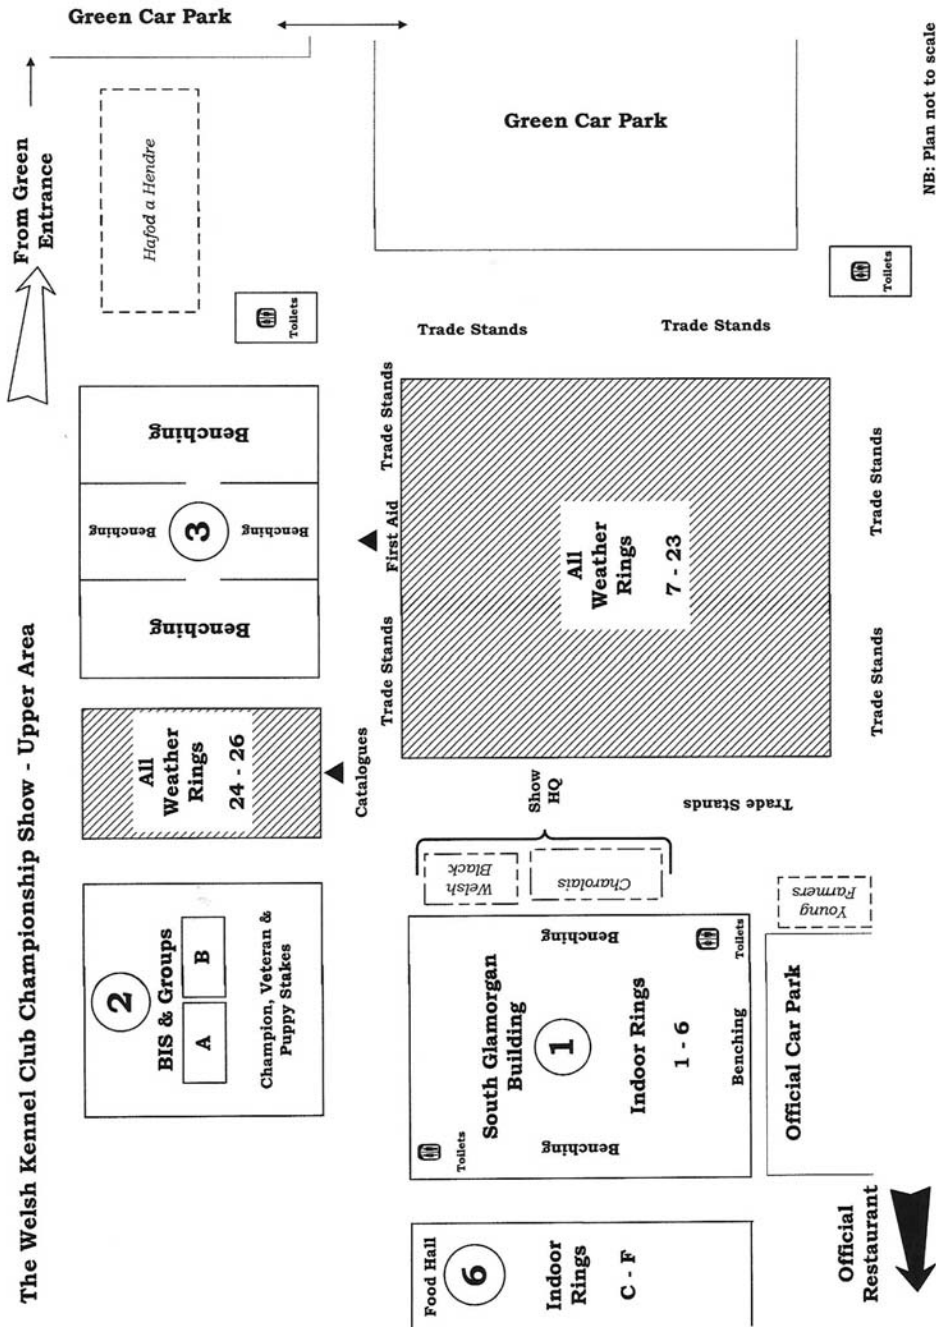 The Welsh Kennel Club Championship Show - Upper Area
Green Car Park
From Green
Entrance
Hafod a Hendre
Toilets
Green Car Park
NB: Plan not to scale
Toilets
Trade Stands
Trade Stands
Benching
Benching
3
Benching
Benching
Trade Stands
First Aid
Trade Stands
All
Weather
Rings
7 - 23
Trade Stands
Trade Stands
All
Weather
Rings
24 - 26
Catalogues
Show
HQ
Trade Stands
Welsh
Black
Charolais
Young
Farmers
2
BIS & Groups
A
B
Champion, Veteran &
Puppy Stakes
Toilets
South Glamorgan
Building
1
Indoor Rings
1 - 6
Benching
Benching
Benching
Toilets
Official Car Park
Food Hall
6
Indoor
Rings
C - F
Official
Restaurant